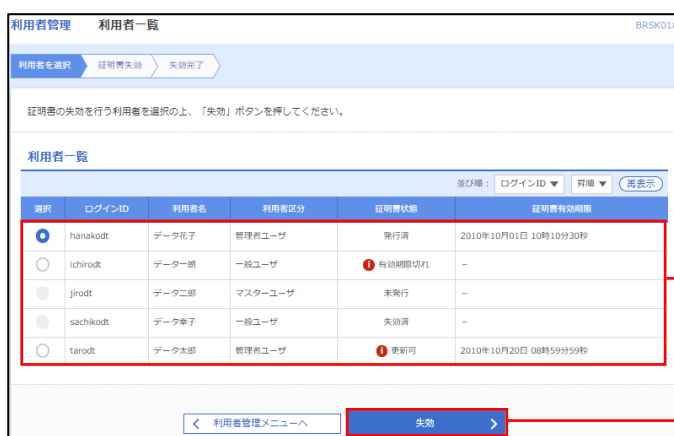 利用者管理 利用者一覧 BRSK018
利用者を選択 証明書失効 失効完了
証明書の失効を行う利用者を選択の上、「失効」ボタンを押してください。
利用者一覧
並び順： ログインID ▼ 昇順 ▼ 再表示
選択 ログインID 利用者名 利用者区分 証明書状態 証明書有効期限
hanakodt データ花子 管理者ユーザ 発行済 2010年10月01日 10時10分30秒
ichirodt データ一郎 一般ユーザ 有効期限切れ －
jirodt データ二郎 マスターユーザ 未発行 －
sachikodt データ幸子 一般ユーザ 失効済 －
tarodt データ太郎 管理者ユーザ 更新可 2010年10月20日 08時59分59秒
利用者管理メニューへ 失効